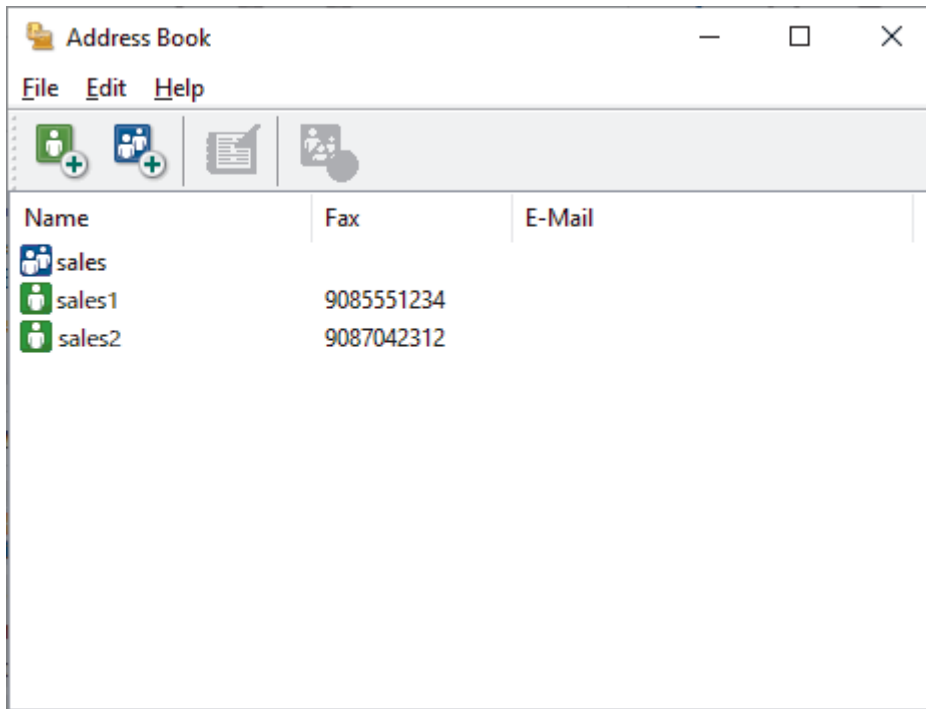 Address Book
File Edit Help
Name Fax E-Mail
sales
sales1 9085551234
sales2 9087042312